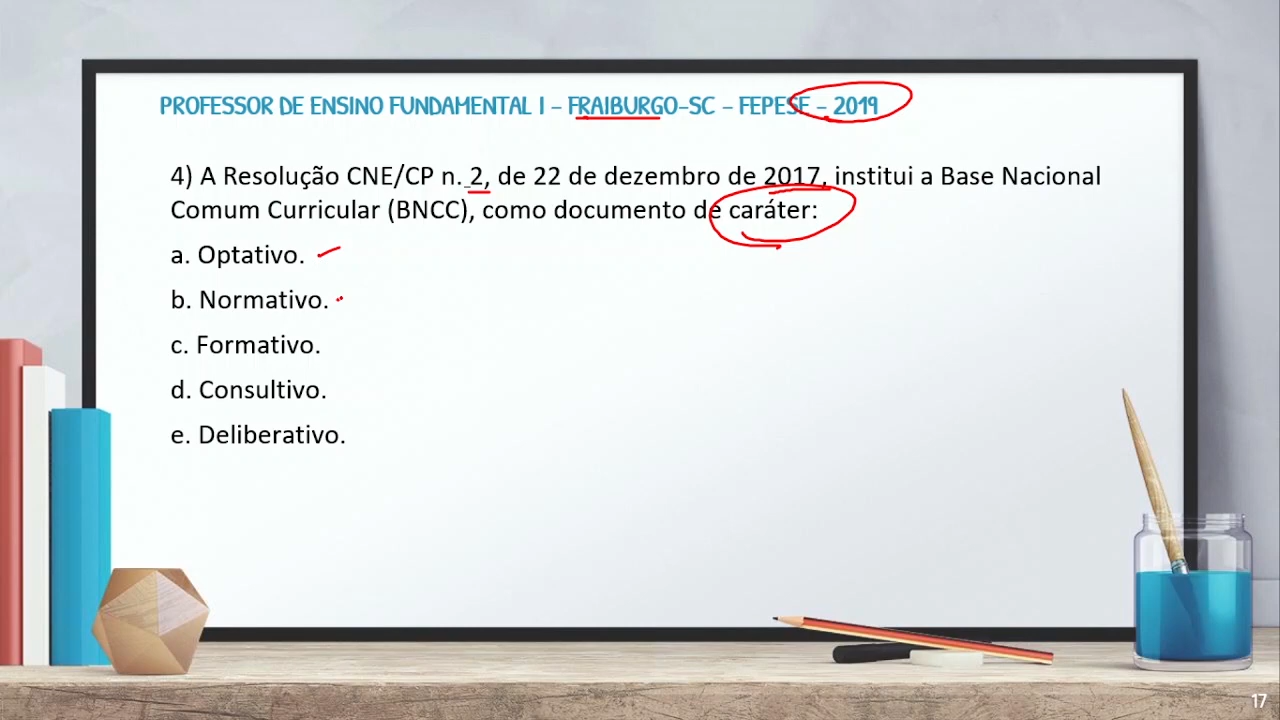 PROFESSOR DE ENSINO FUNDAMENTAL I – FRAIBURGO-SC – FEPESE – 2019
4) A Resolução CNE/CP n. 2, de 22 de dezembro de 2017, institui a Base Nacional
Comum Curricular (BNCC), como documento de caráter:
a. Optativo.
b. Normativo.
c. Formativo.
d. Consultivo.
e. Deliberativo.
17